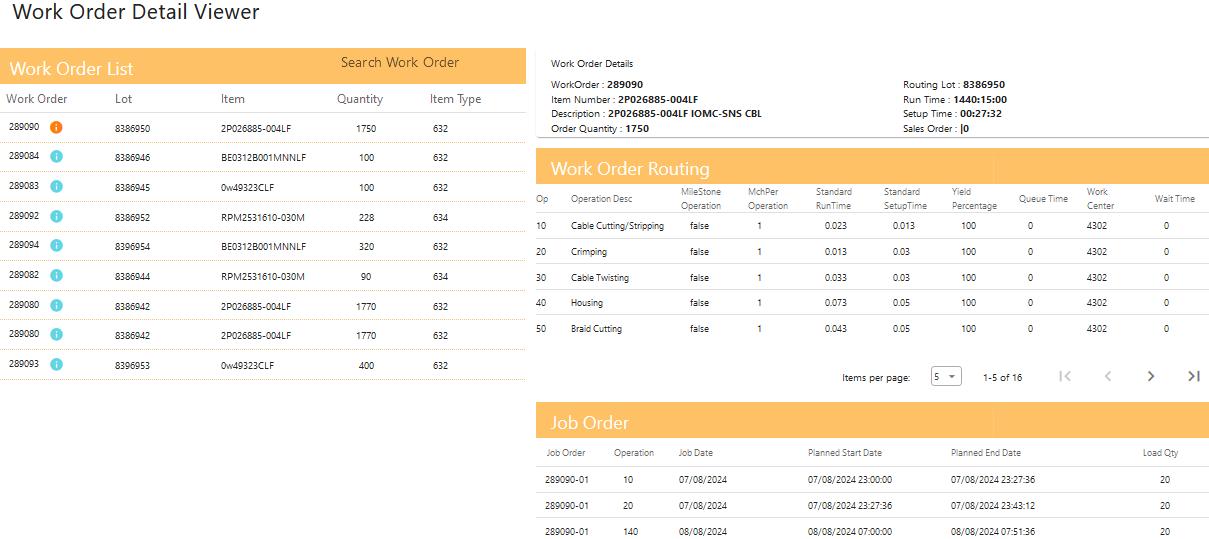 Work Order Detail Viewer
Work Order List Search Work Order
Work Order Lot Item Quantity Item Type
289090 8386950 2P026885-004LF 1750 632
289084 8386946 BE0312B001MNNLF 100 632
289083 8386945 0w49323CLF 100 632
289092 8386952 RPM2531610-030M 228 634
289094 8396954 BE0312B001MNNLF 320 632
289082 8386944 RPM2531610-030M 90 634
289080 8386942 2P026885-004LF 1770 632
289080 8386942 2P026885-004LF 1770 632
289093 8396953 0w49323CLF 400 632
Work Order Details
WorkOrder : 289090 Routing Lot : 8386950
Item Number : 2P026885-004LF Run Time : 1440:15:00
Description : 2P026885-004LF IOMC-SNS CBL Setup Time : 00:27:32
Order Quantity : 1750 Sales Order : |0
Work Order Routing
Op Operation Desc MileStone Operation MchPer Operation Standard RunTime Standard SetupTime Yield Percentage Queue Time Work Center Wait Time
10 Cable Cutting/Stripping false 1 0.023 0.013 100 0 4302 0
20 Crimping false 1 0.013 0.03 100 0 4302 0
30 Cable Twisting false 1 0.033 0.03 100 0 4302 0
40 Housing false 1 0.073 0.05 100 0 4302 0
50 Braid Cutting false 1 0.043 0.05 100 0 4302 0
Items per page: 5 1-5 of 16
Job Order
Job Order Operation Job Date Planned Start Date Planned End Date Load Qty
289090-01 10 07/08/2024 07/08/2024 23:00:00 07/08/2024 23:27:36 20
289090-01 20 07/08/2024 07/08/2024 23:27:36 07/08/2024 23:43:12 20
289090-01 140 08/08/2024 08/08/2024 07:00:00 08/08/2024 07:51:36 20